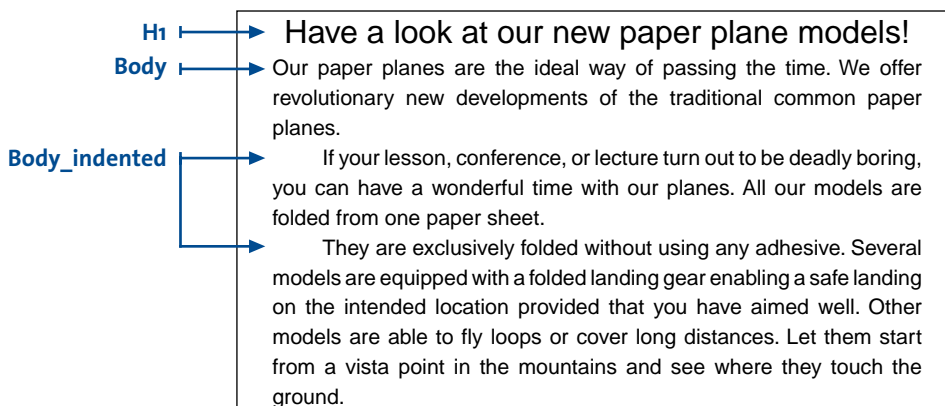 H1
Have a look at our new paper plane models!
Body
Our paper planes are the ideal way of passing the time. We offer
revolutionary new developments of the traditional common paper
planes.
Body_indented
If your lesson, conference, or lecture turn out to be deadly boring,
you can have a wonderful time with our planes. All our models are
folded from one paper sheet.
They are exclusively folded without using any adhesive. Several
models are equipped with a folded landing gear enabling a safe landing
on the intended location provided that you have aimed well. Other
models are able to fly loops or cover long distances. Let them start
from a vista point in the mountains and see where they touch the
ground.